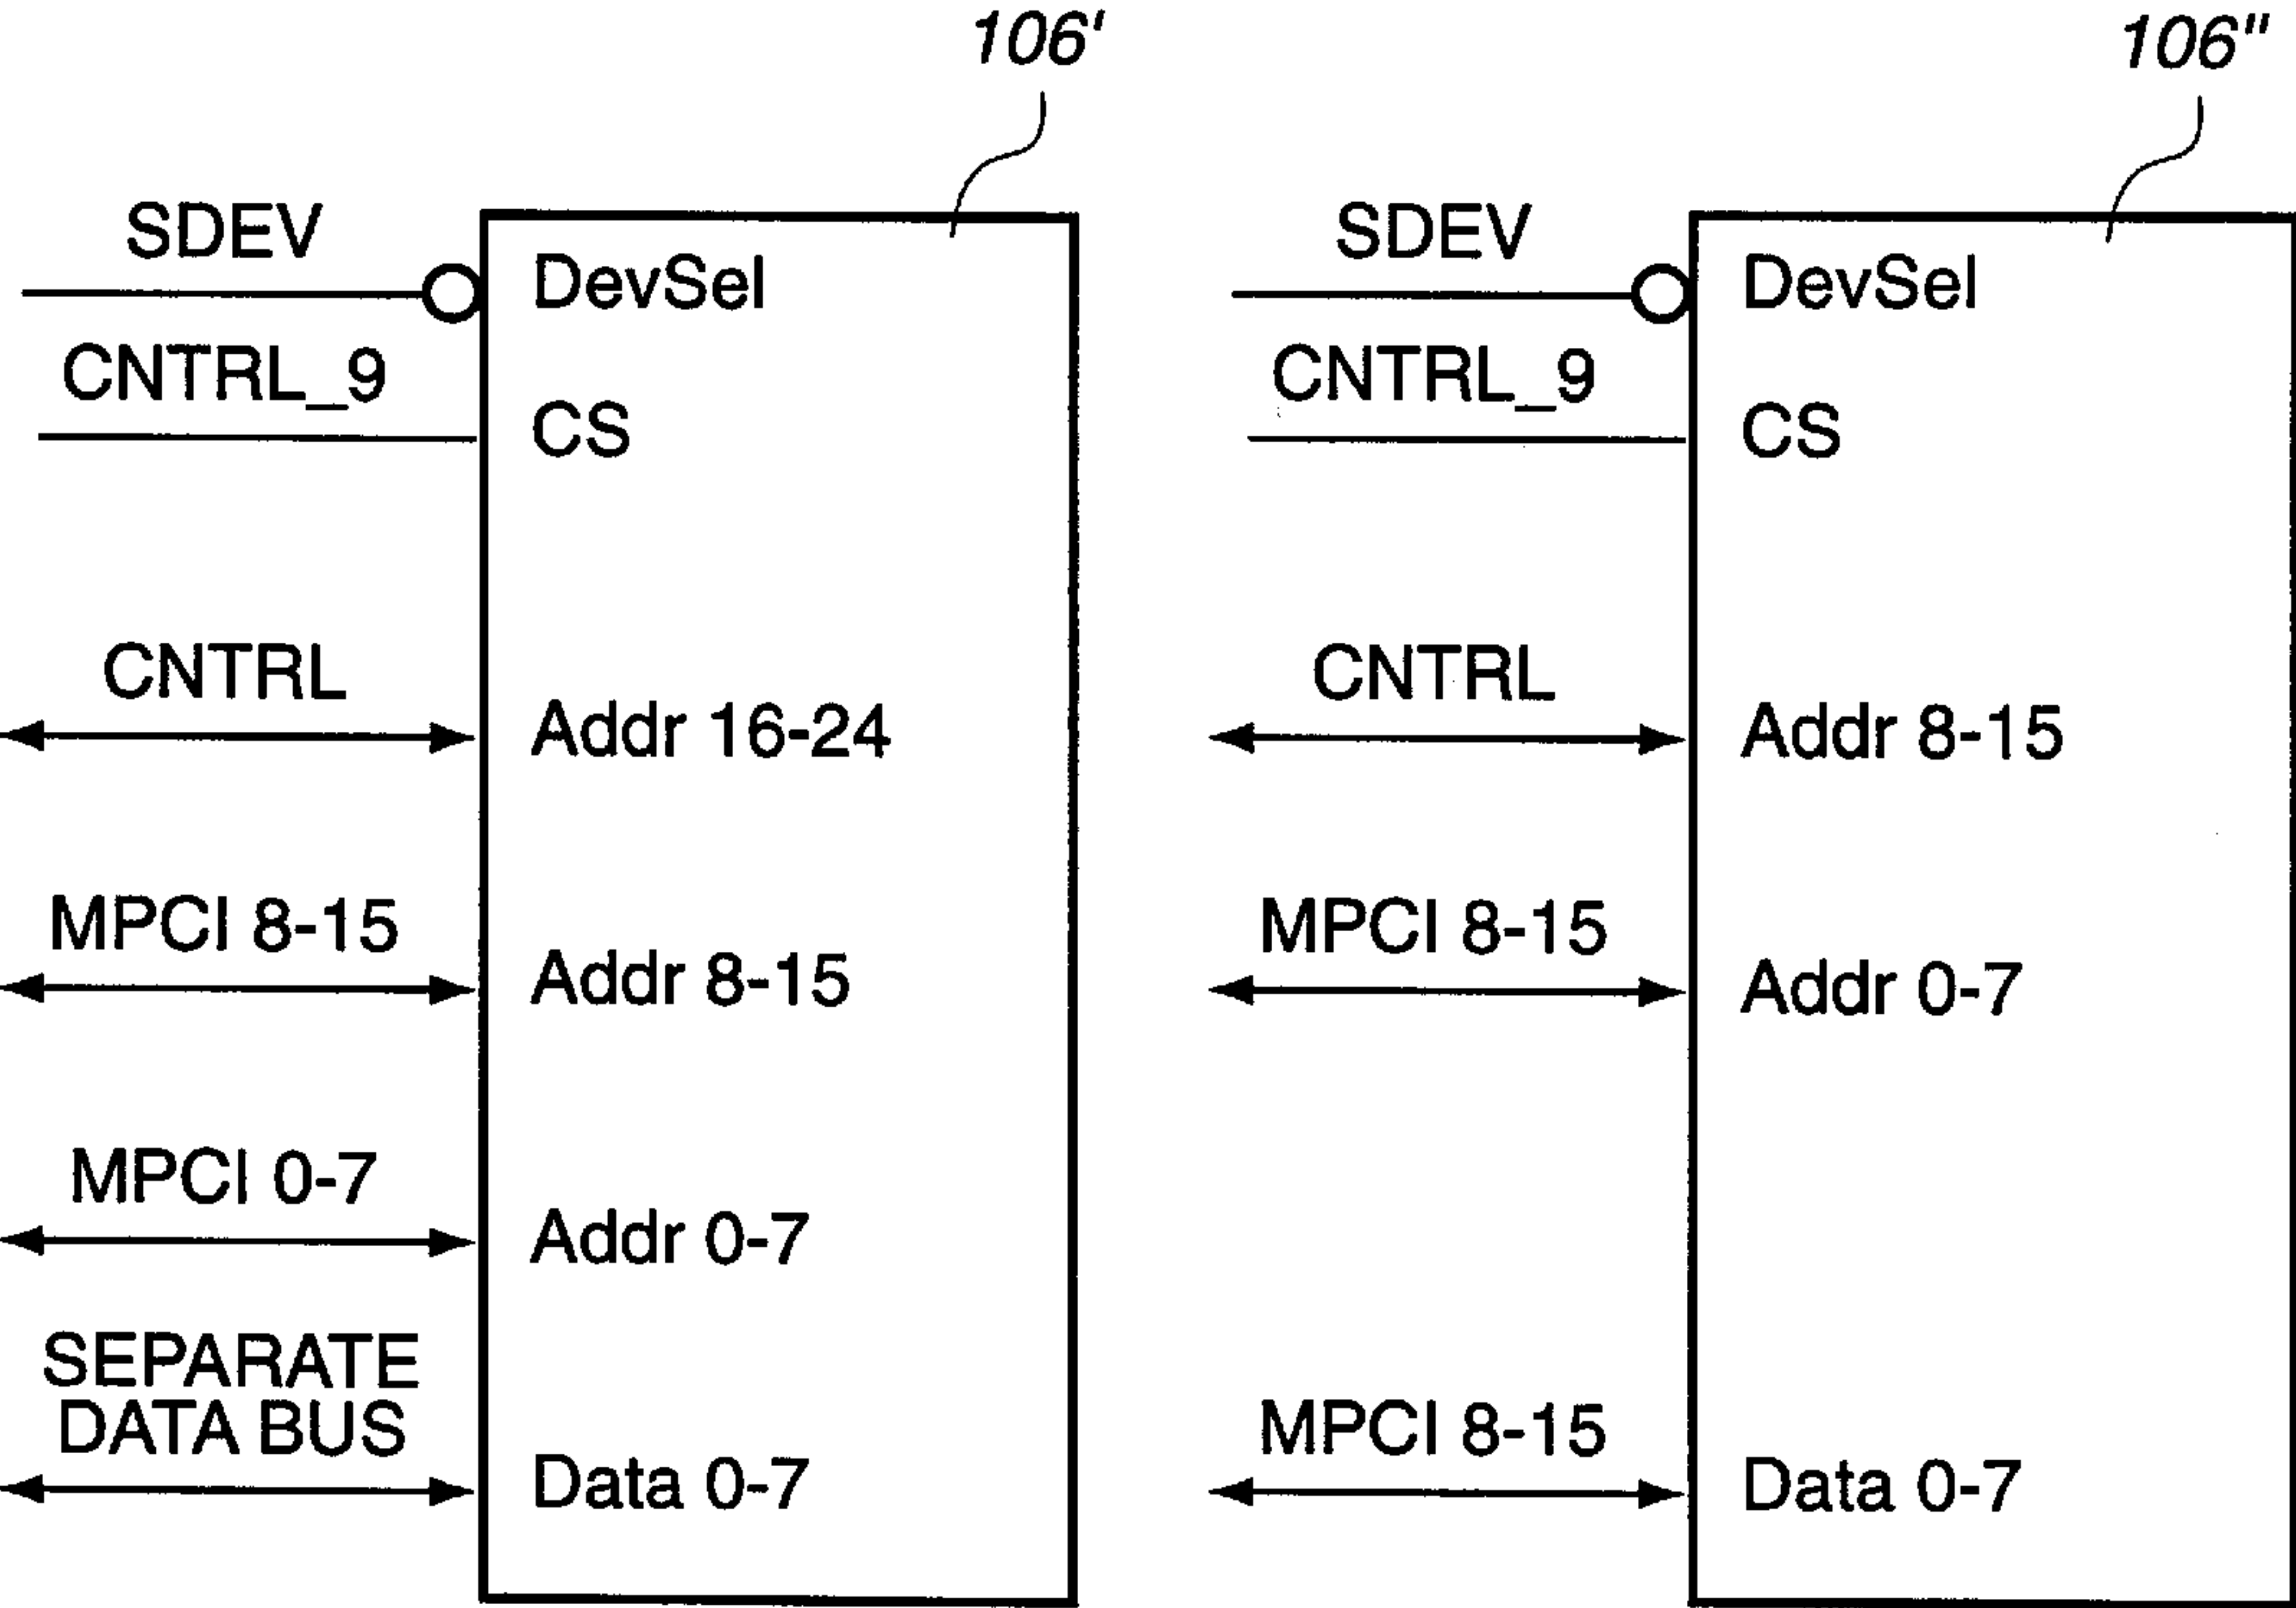 106'
SDEV
DevSel
CNTRL_9
CS
CNTRL
Addr 16-24
MPCI 8-15
Addr 8-15
MPCI 0-7
Addr 0-7
SEPARATE
DATA BUS
Data 0-7
106"
SDEV
DevSel
CNTRL_9
CS
CNTRL
Addr 8-15
MPCI 8-15
Addr 0-7
MPCI 8-15
Data 0-7